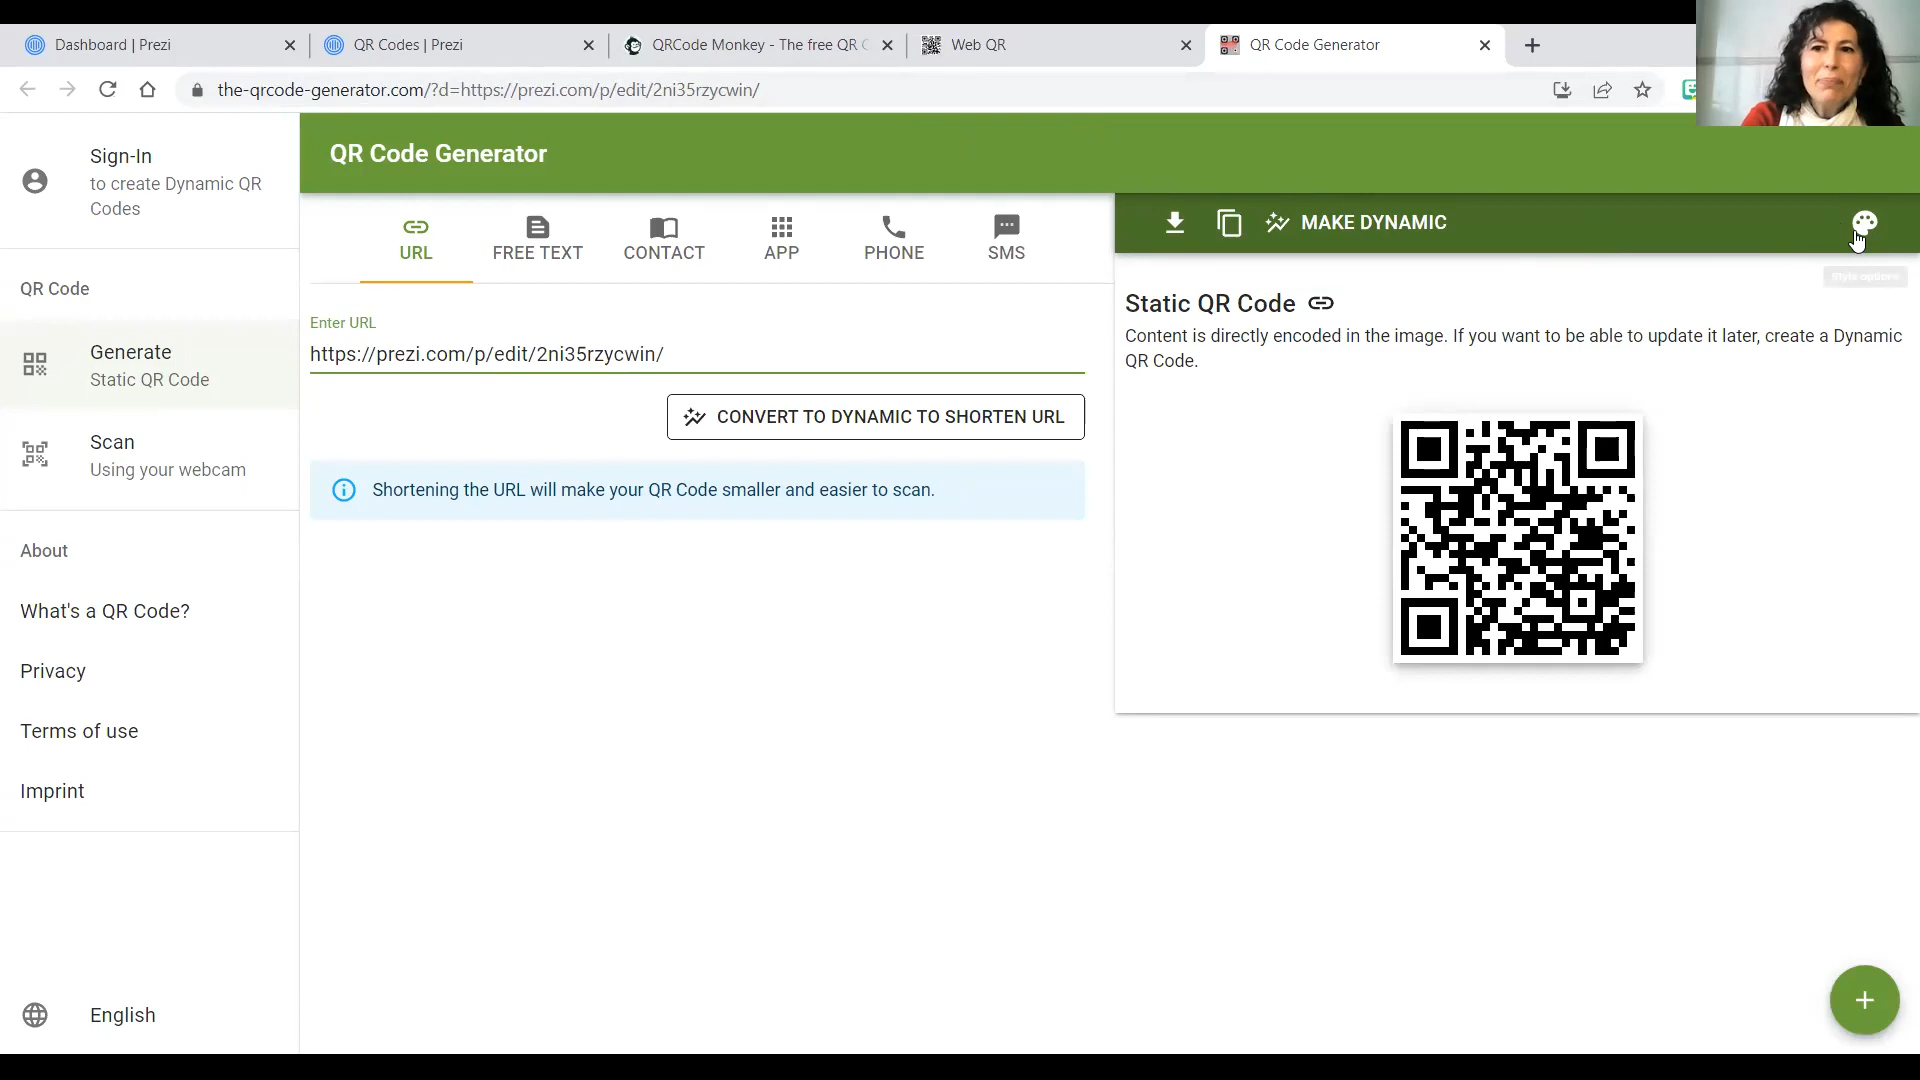 Dashboard | Prezi
QR Codes | Prezi
QRCode Monkey - The free QR C
Web QR
QR Code Generator
the-qrcode-generator.com/?d=https://prezi.com/p/edit/2ni35rzycwin/
Sign-In
to create Dynamic QR
Codes
QR Code
Generate
Static QR Code
Scan
Using your webcam
About
What's a QR Code?
Privacy
Terms of use
Imprint
English
QR Code Generator
URL
FREE TEXT
CONTACT
APP
PHONE
SMS
Enter URL
https://prezi.com/p/edit/2ni35rzycwin/
CONVERT TO DYNAMIC TO SHORTEN URL
Shortening the URL will make your QR Code smaller and easier to scan.
MAKE DYNAMIC
Style options
Static QR Code
Content is directly encoded in the image. If you want to be able to update it later, create a Dynamic
QR Code.